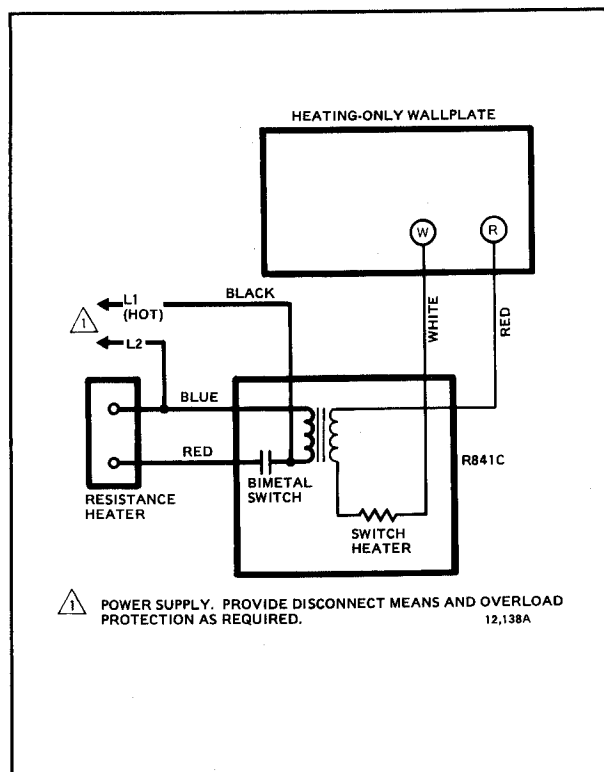 HEATING-ONLY WALLPLATE
W
R
BLACK
L1
(HOT)
1
L2
WHITE
RED
BLUE
RED
R841C
BIMETAL
SWITCH
RESISTANCE
HEATER
SWITCH
HEATER
1 POWER SUPPLY. PROVIDE DISCONNECT MEANS AND OVERLOAD
PROTECTION AS REQUIRED. 12,138A